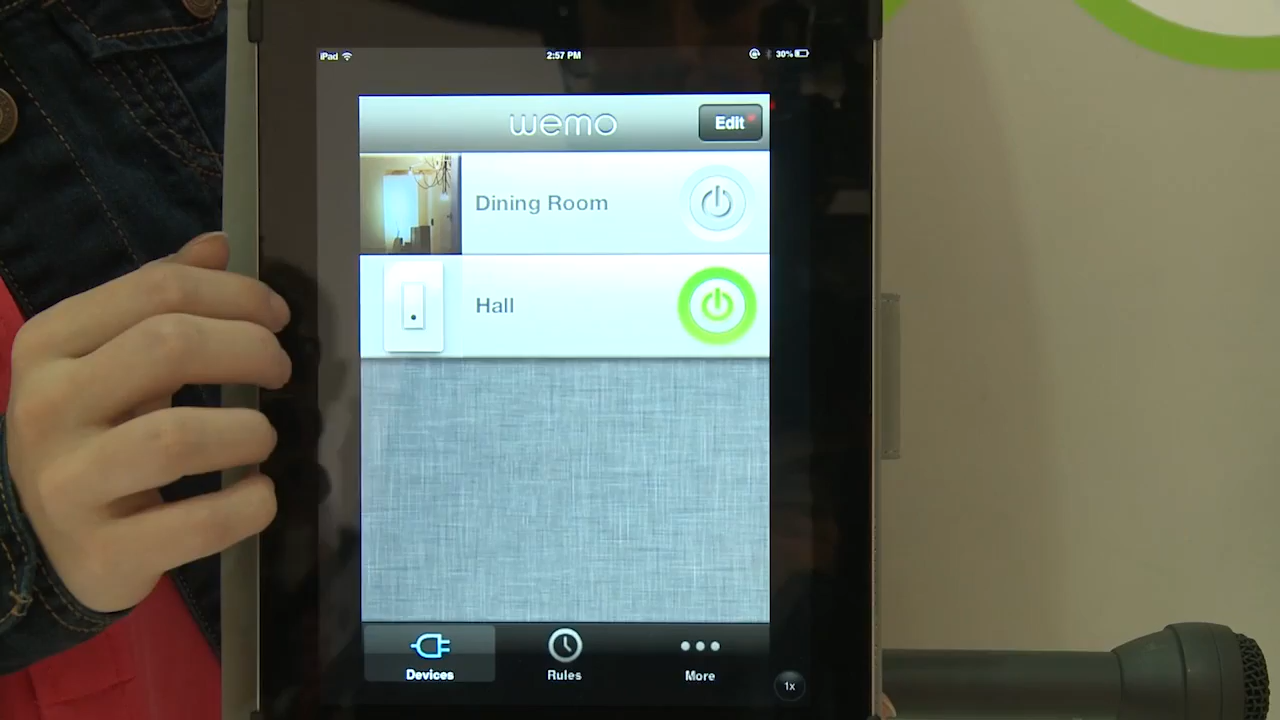 iPad 2:57 PM 30%
wemo Edit
Dining Room
Hall
Devices Rules More
1x